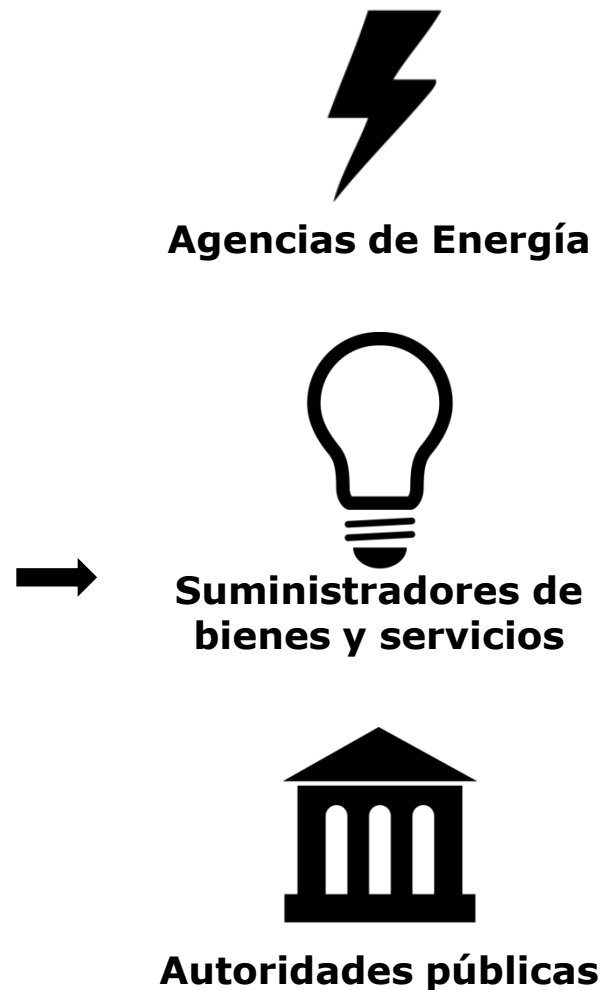 Agencias de Energía
Suministradores de
bienes y servicios
Autoridades públicas